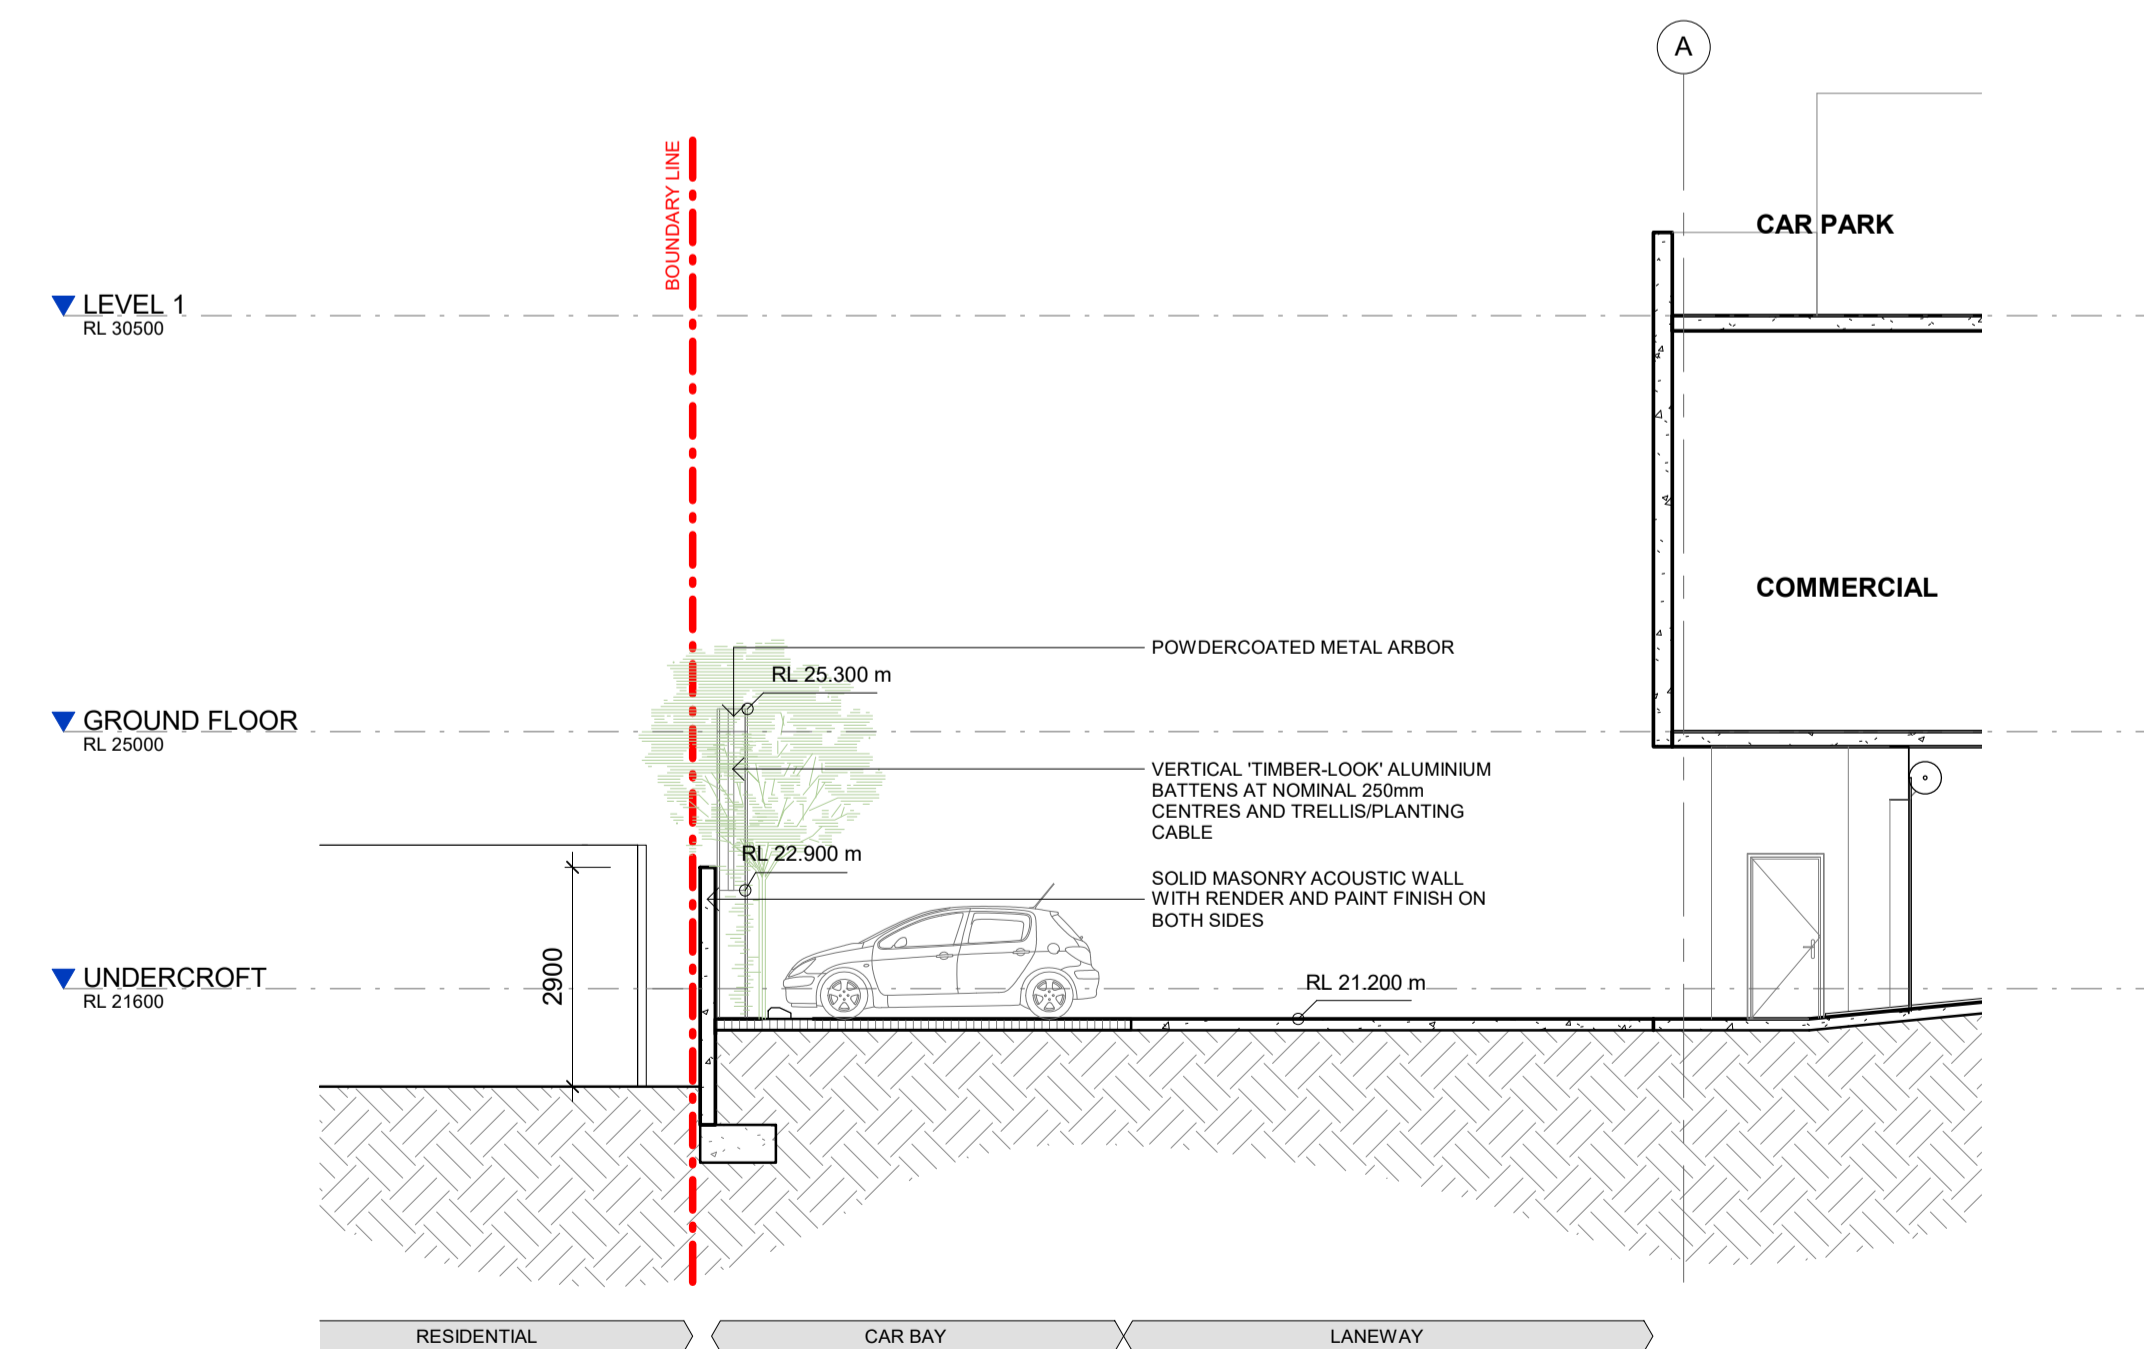 A
BOUNDARY LINE
CAR PARK
LEVEL 1
RL 30500
COMMERCIAL
POWDERCOATED METAL ARBOR
RL 25.300 m
GROUND FLOOR
RL 25000
VERTICAL 'TIMBER-LOOK' ALUMINIUM
BATTENS AT NOMINAL 250mm
CENTRES AND TRELLIS/PLANTING
CABLE
RL 22.900 m
SOLID MASONRY ACOUSTIC WALL
WITH RENDER AND PAINT FINISH ON
BOTH SIDES
2900
UNDERCROFT
RL 21600
RL 21.200 m
RESIDENTIAL
CAR BAY
LANEWAY